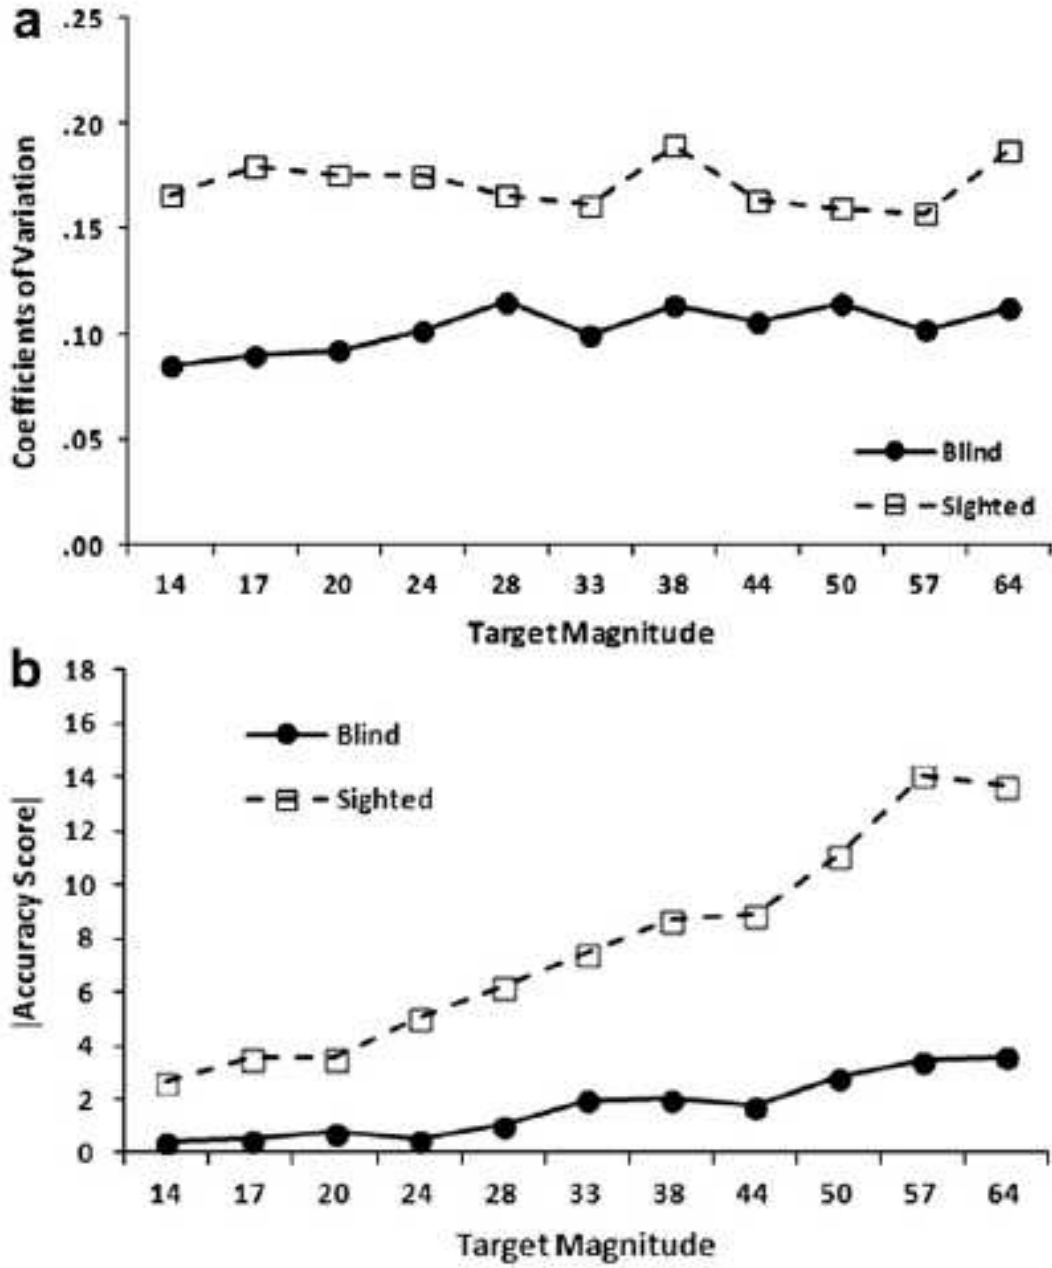 a
.25
.20
.15
.10
.05
.00
Coefficients of Variation
Blind
Sighted
14 17 20 24 28 33 38 44 50 57 64
Target Magnitude
b
18
16
14
12
10
8
6
4
2
0
|Accuracy Score|
Blind
Sighted
14 17 20 24 28 33 38 44 50 57 64
Target Magnitude